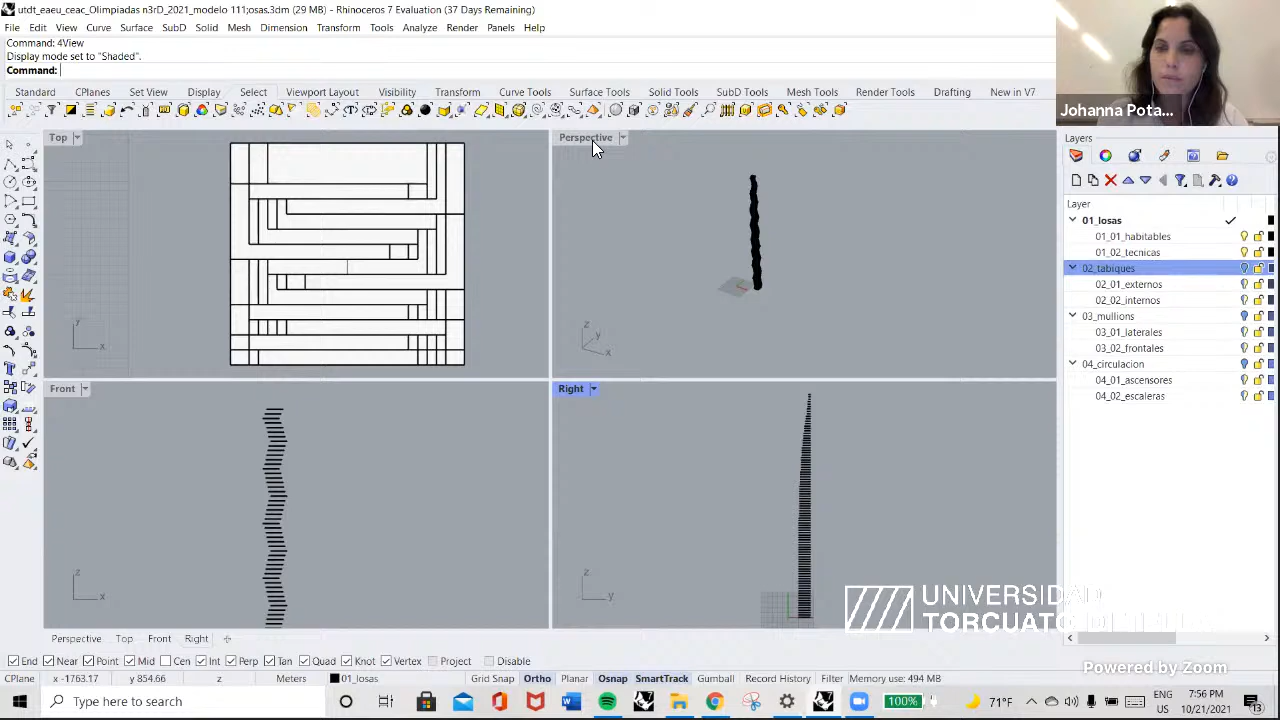 utdt_eaeu_ceac_Olimpiadas n3rD_2021_modelo 111;osas.3dm (29 MB) - Rhinoceros 7 Evaluation (37 Days Remaining)
File Edit View Curve Surface SubD Solid Mesh Dimension Transform Tools Analyze Render Panels Help
Command: 4View
Display mode set to "Shaded".
Command:
Standard CPlanes Set View Display Select Viewport Layout Visibility Transform Curve Tools Surface Tools Solid Tools SubD Tools Mesh Tools Render Tools Drafting New in V7
Johanna Pota...
Top
Perspective
Layers
Layer
01_losas
01_01_habitables
01_02_tecnicas
02_tabiques
02_01_externos
02_02_internos
03_mullions
03_01_laterales
03_02_frontales
04_circulacion
04_01_ascensores
04_02_escaleras
y
x
z
y
x
Front
Right
z
x
z
y
UNIVERSIDAD
TORCUATO DI TELLA
Powered by Zoom
Perspective Top Front Right
End Near Point Mid Cen Int Perp Tan Quad Knot Vertex Project Disable
CPlane x -1763.17 y 854.66 z Meters 01_losas Grid Snap Ortho Planar Osnap SmartTrack Gumball Record History Filter Memory use: 494 MB
Type here to search
100%
71°F
ENG
US
7:56 PM
10/21/2021
13